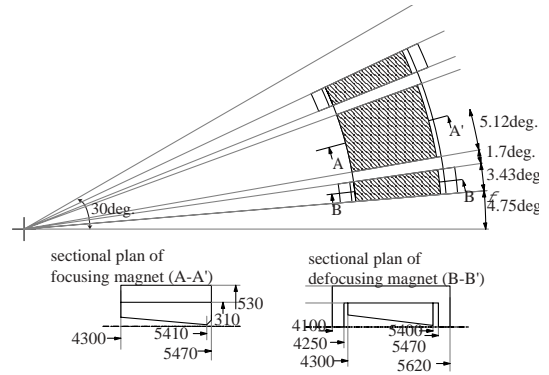 5.12deg.
A'
1.7deg.
A
3.43deg.
B
B
30deg.
4.75deg
sectional plan of
focusing magnet (A-A')
sectional plan of
defocusing magnet (B-B')
530
310
4300
5410
5470
4100
4250
4300
5400
5470
5620